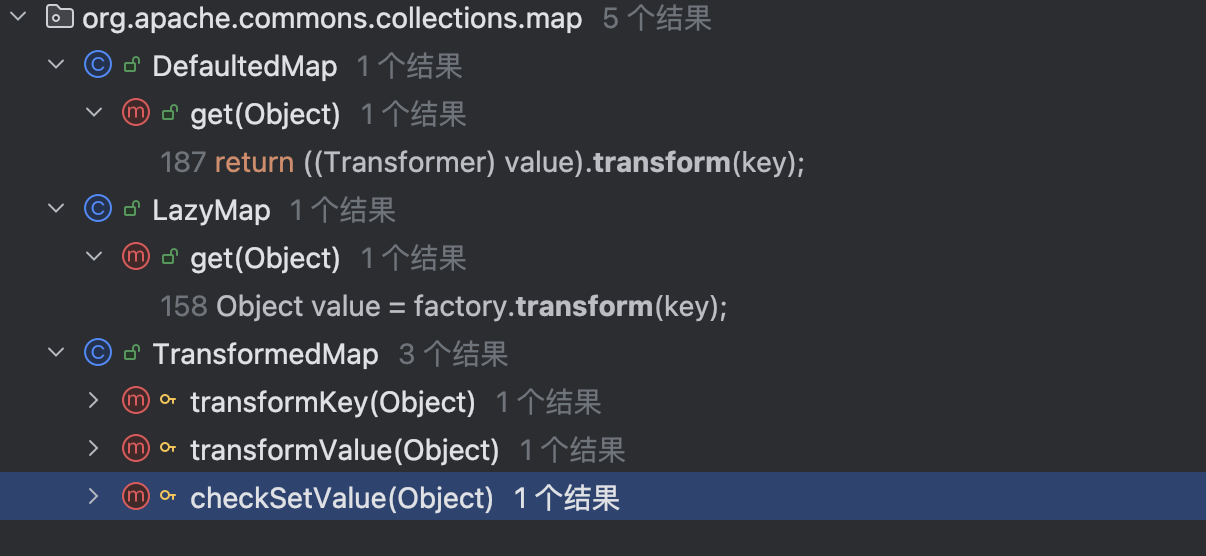 org.apache.commons.collections.map 5 个结果
C DefaultedMap 1 个结果
m get(Object) 1 个结果
187 return ((Transformer) value).transform(key);
C LazyMap 1 个结果
m get(Object) 1 个结果
158 Object value = factory.transform(key);
C TransformedMap 3 个结果
m transformKey(Object) 1 个结果
m transformValue(Object) 1 个结果
m checkSetValue(Object) 1 个结果